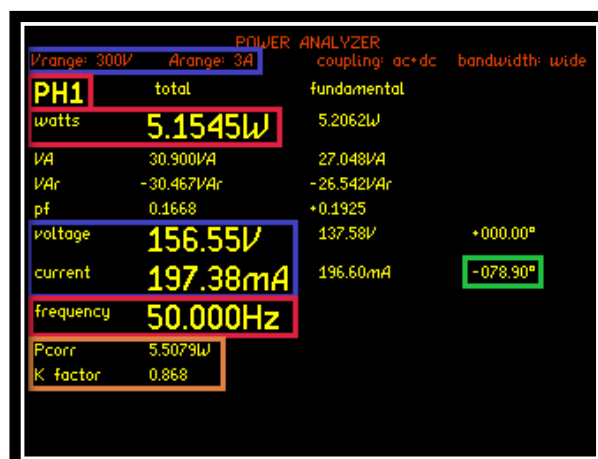 POWER ANALYZER
Vrange: 300V Arange: 3A coupling: ac+dc bandwidth: wide
PH1 total fundamental
watts 5.1545W 5.2062W
VA 30.900VA 27.048VA
VAr -30.467VAr -26.542VAr
pf 0.1668 +0.1925
voltage 156.55V 137.58V +000.00°
current 197.38mA 196.60mA -078.90°
frequency 50.000Hz
Pcorr 5.5079W
K factor 0.868